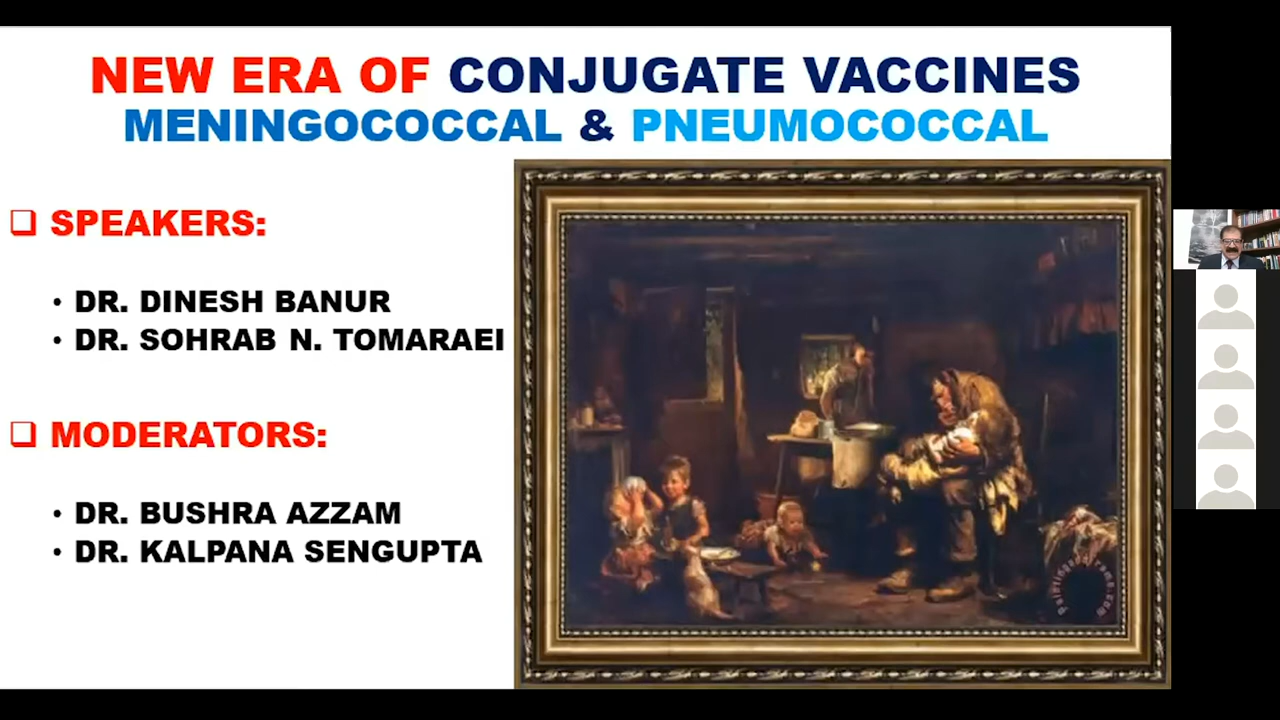 NEW ERA OF CONJUGATE VACCINES
MENINGOCOCCAL & PNEUMOCOCCAL
SPEAKERS:
• DR. DINESH BANUR
• DR. SOHRAB N. TOMARAEI
MODERATORS:
• DR. BUSHRA AZZAM
• DR. KALPANA SENGUPTA